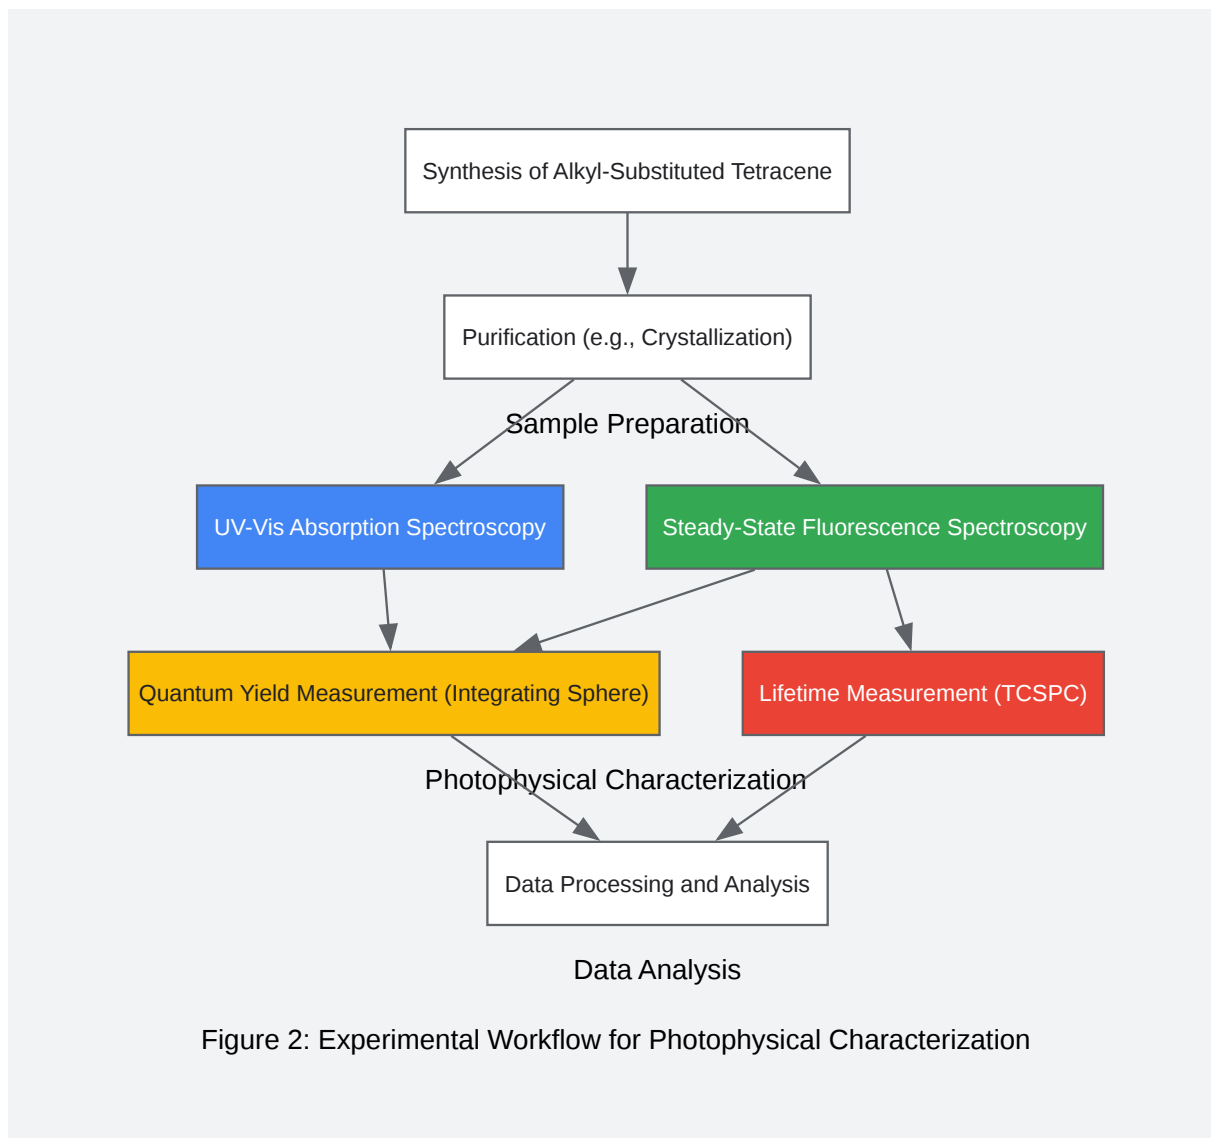 Synthesis of Alkyl-Substituted Tetracene
Purification (e.g., Crystallization)
Sample Preparation
UV-Vis Absorption Spectroscopy
Steady-State Fluorescence Spectroscopy
Quantum Yield Measurement (Integrating Sphere)
Lifetime Measurement (TCSPC)
Photophysical Characterization
Data Processing and Analysis
Data Analysis
Figure 2: Experimental Workflow for Photophysical Characterization